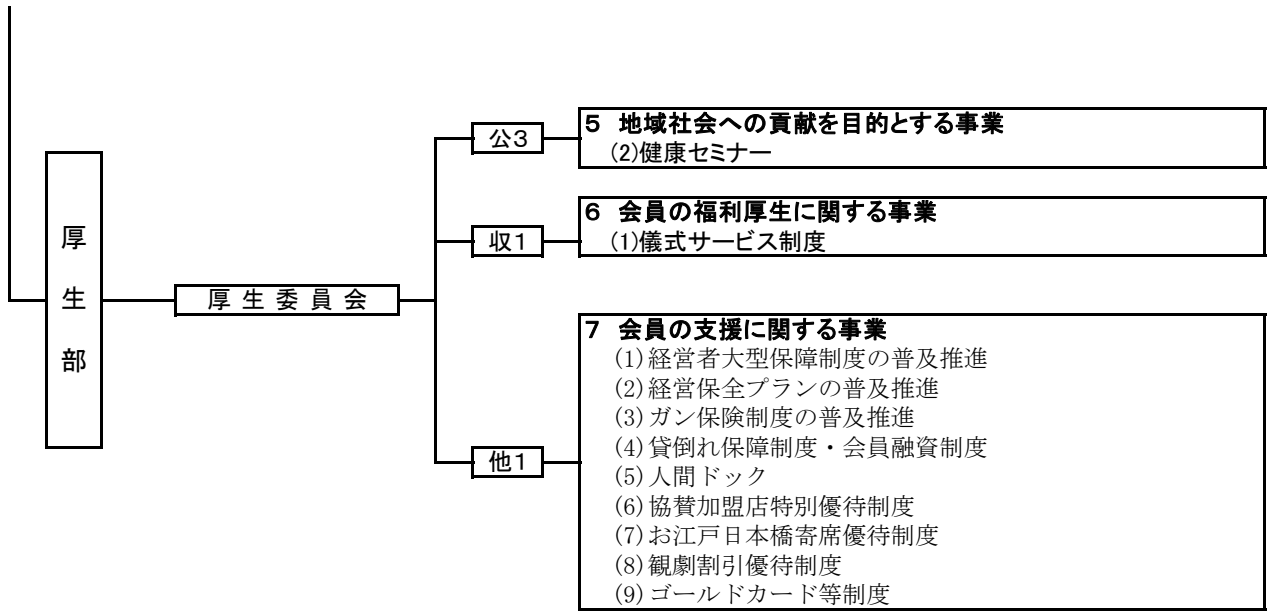 厚生部
厚 生 委 員 会
公3
5 地域社会への貢献を目的とする事業
(2)健康セミナー
収1
6 会員の福利厚生に関する事業
(1)儀式サービス制度
他1
7 会員の支援に関する事業
(1)経営者大型保障制度の普及推進
(2)経営保全プランの普及推進
(3)ガン保険制度の普及推進
(4)貸倒れ保障制度・会員融資制度
(5)人間ドック
(6)協賛加盟店特別優待制度
(7)お江戸日本橋寄席優待制度
(8)観劇割引優待制度
(9)ゴールドカード等制度